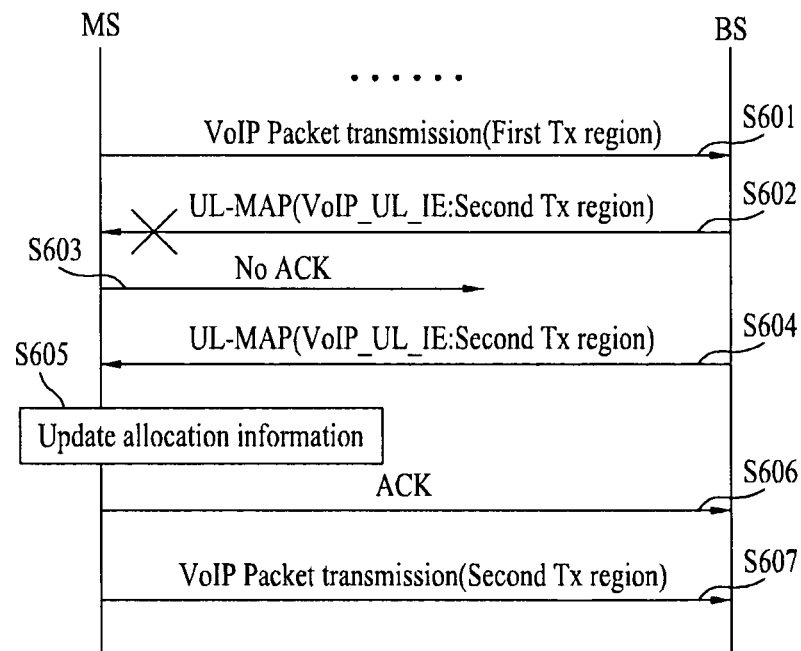 MS
BS
......
VoIP Packet transmission(First Tx region)
S601
UL-MAP(VoIP_UL_IE:Second Tx region)
S602
S603
No ACK
UL-MAP(VoIP_UL_IE:Second Tx region)
S604
S605
Update allocation information
ACK
S606
VoIP Packet transmission(Second Tx region)
S607